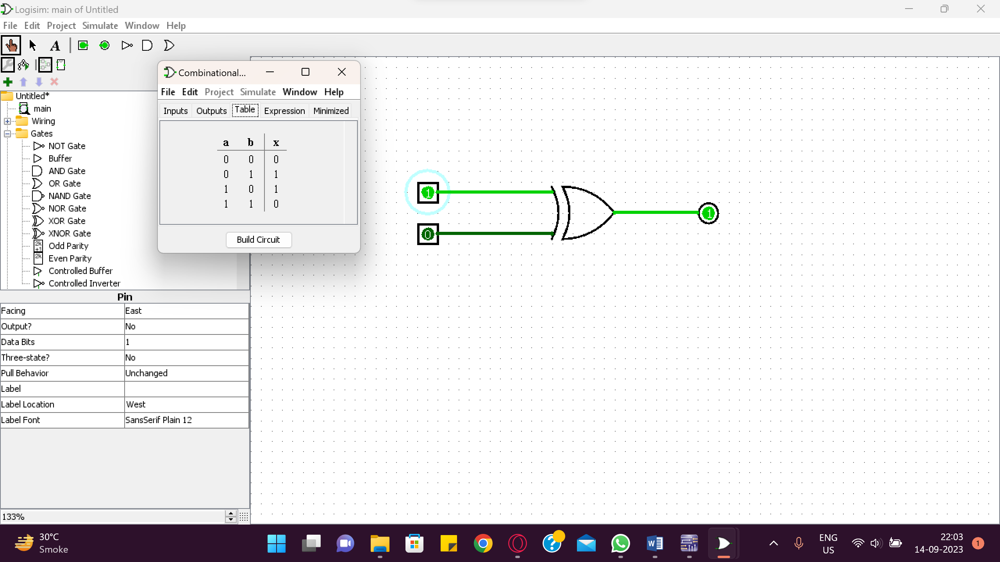 Logisim: main of Untitled
File Edit Project Simulate Window Help
A
Combinational...
File Edit Project Simulate Window Help
Inputs Outputs Table Expression Minimized
a b x
0 0 0
0 1 1
1 0 1
1 1 0
Build Circuit
Untitled*
main
Wiring
Gates
NOT Gate
Buffer
AND Gate
OR Gate
NAND Gate
NOR Gate
XOR Gate
XNOR Gate
2k
+1
Odd Parity
2k
Even Parity
Controlled Buffer
Controlled Inverter
Pin
Facing East
Output? No
Data Bits 1
Three-state? No
Pull Behavior Unchanged
Label
Label Location West
Label Font SansSerif Plain 12
133%
1
0
1
30°C
Smoke
?
W
ENG
US
22:03
14-09-2023
1